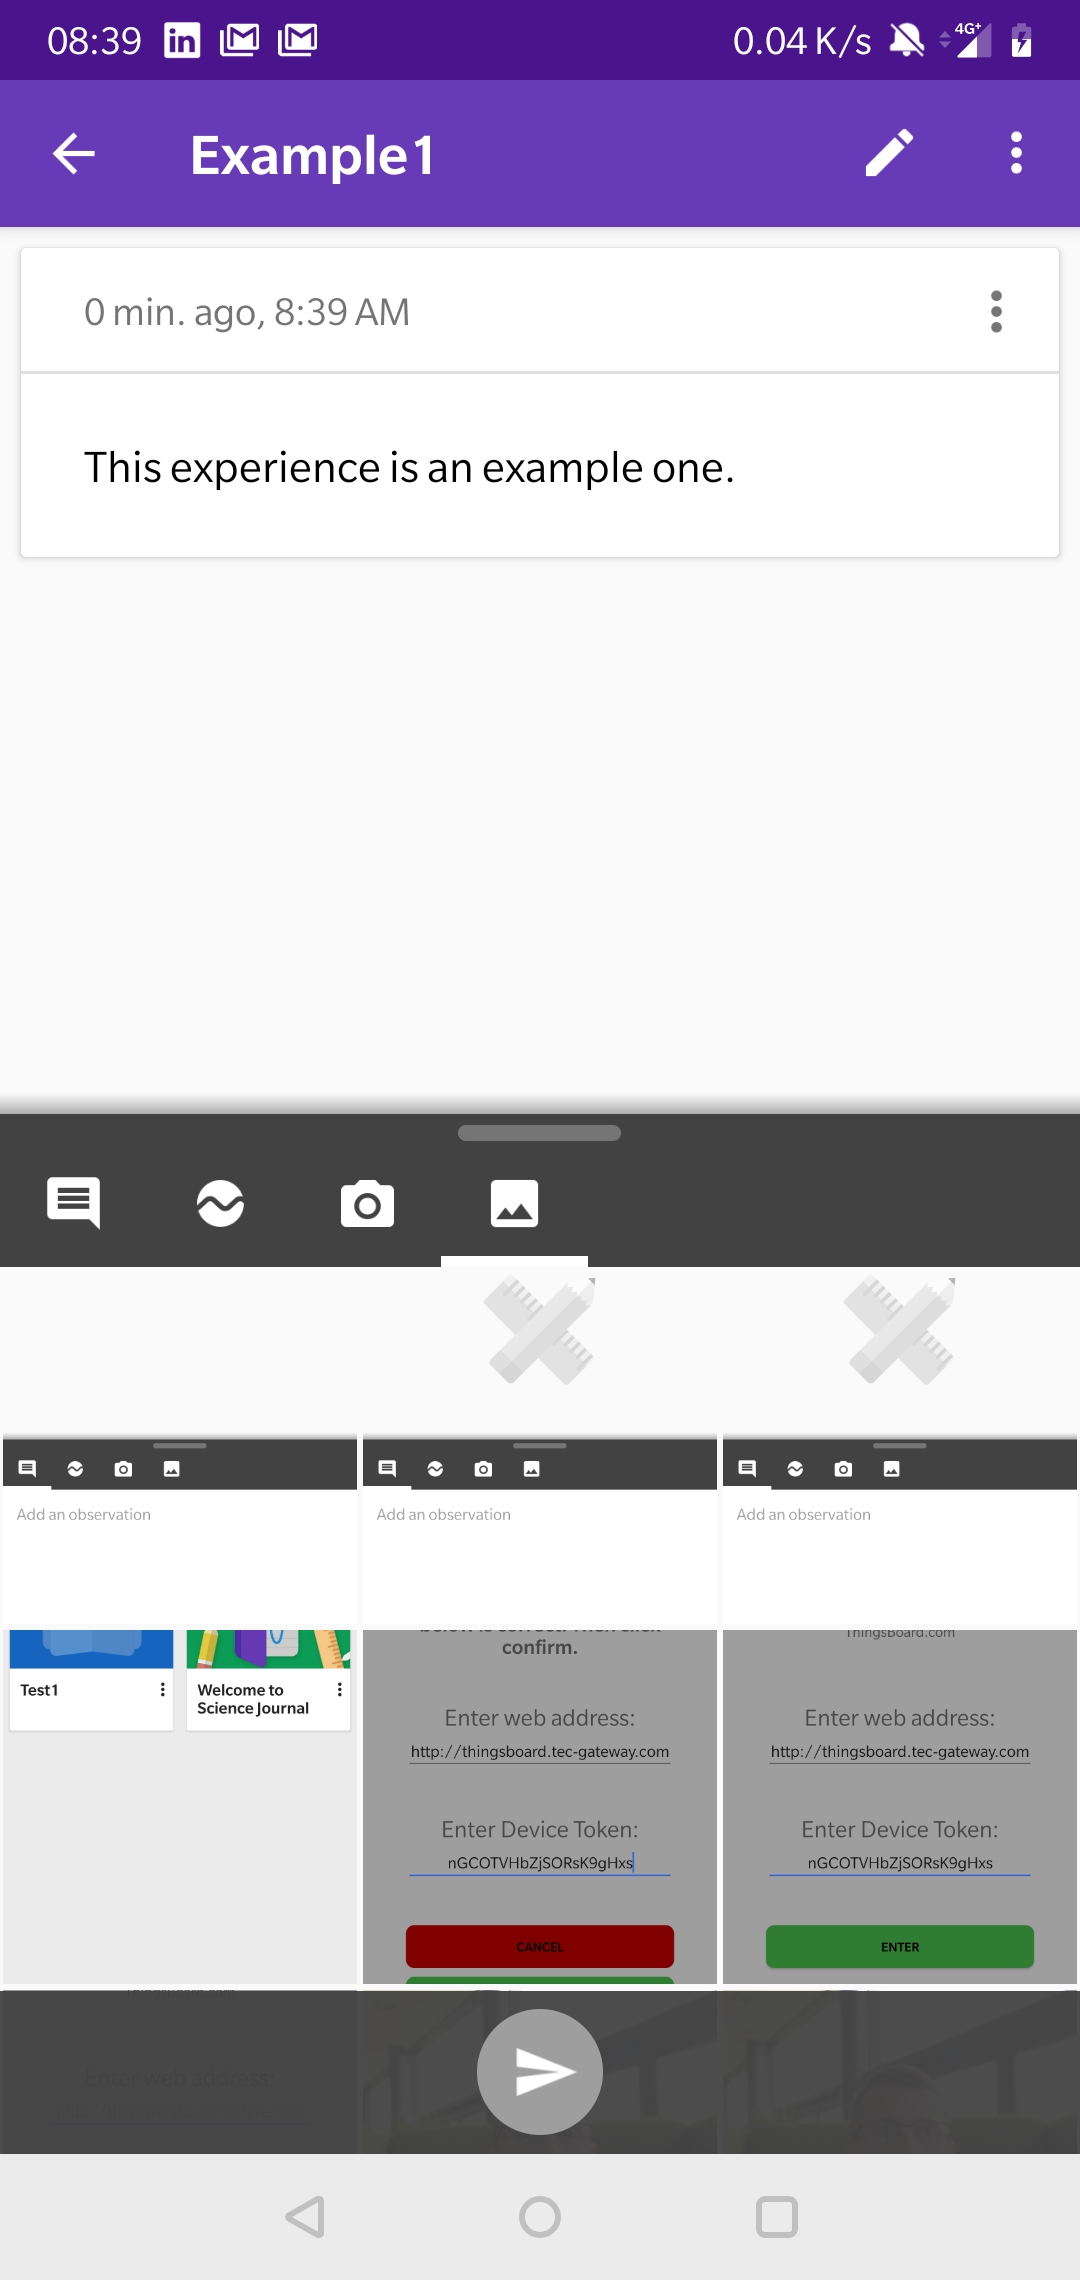 08:39
0.04 K/s
4G+
Example1
0 min. ago, 8:39 AM
This experience is an example one.
Add an observation
Add an observation
Add an observation
Test1
Welcome to
Science Journal
confirm.
Enter web address:
http://thingsboard.tec-gateway.com
Enter Device Token:
nGCOTVHbZjSORsK9gHxs
CANCEL
ThingsBoard.com
Enter web address:
http://thingsboard.tec-gateway.com
Enter Device Token:
nGCOTVHbZjSORsK9gHxs
ENTER
Enter web address